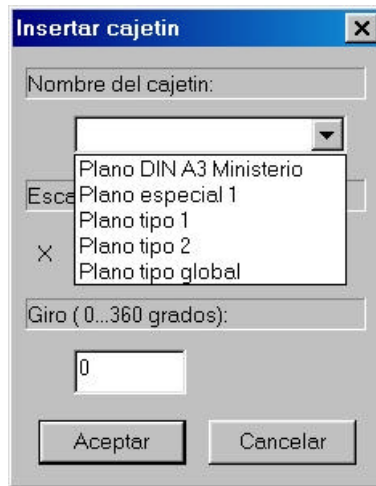 Insertar cajetin
Nombre del cajetin:
Plano DIN A3 Ministerio
Plano especial 1
Plano tipo 1
Plano tipo 2
Plano tipo global
Esca
X
Giro ( 0...360 grados):
0
Aceptar
Cancelar